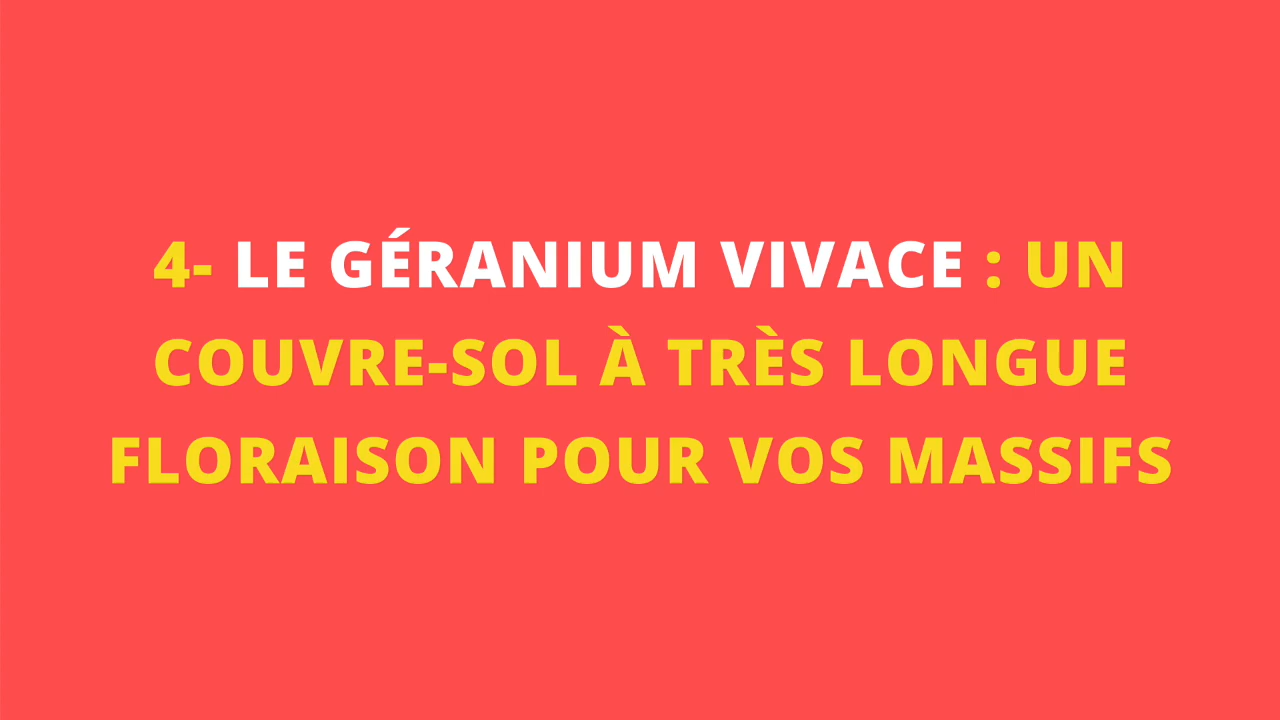 4- LE GÉRANIUM VIVACE : UN
COUVRE-SOL À TRÈS LONGUE
FLORAISON POUR VOS MASSIFS